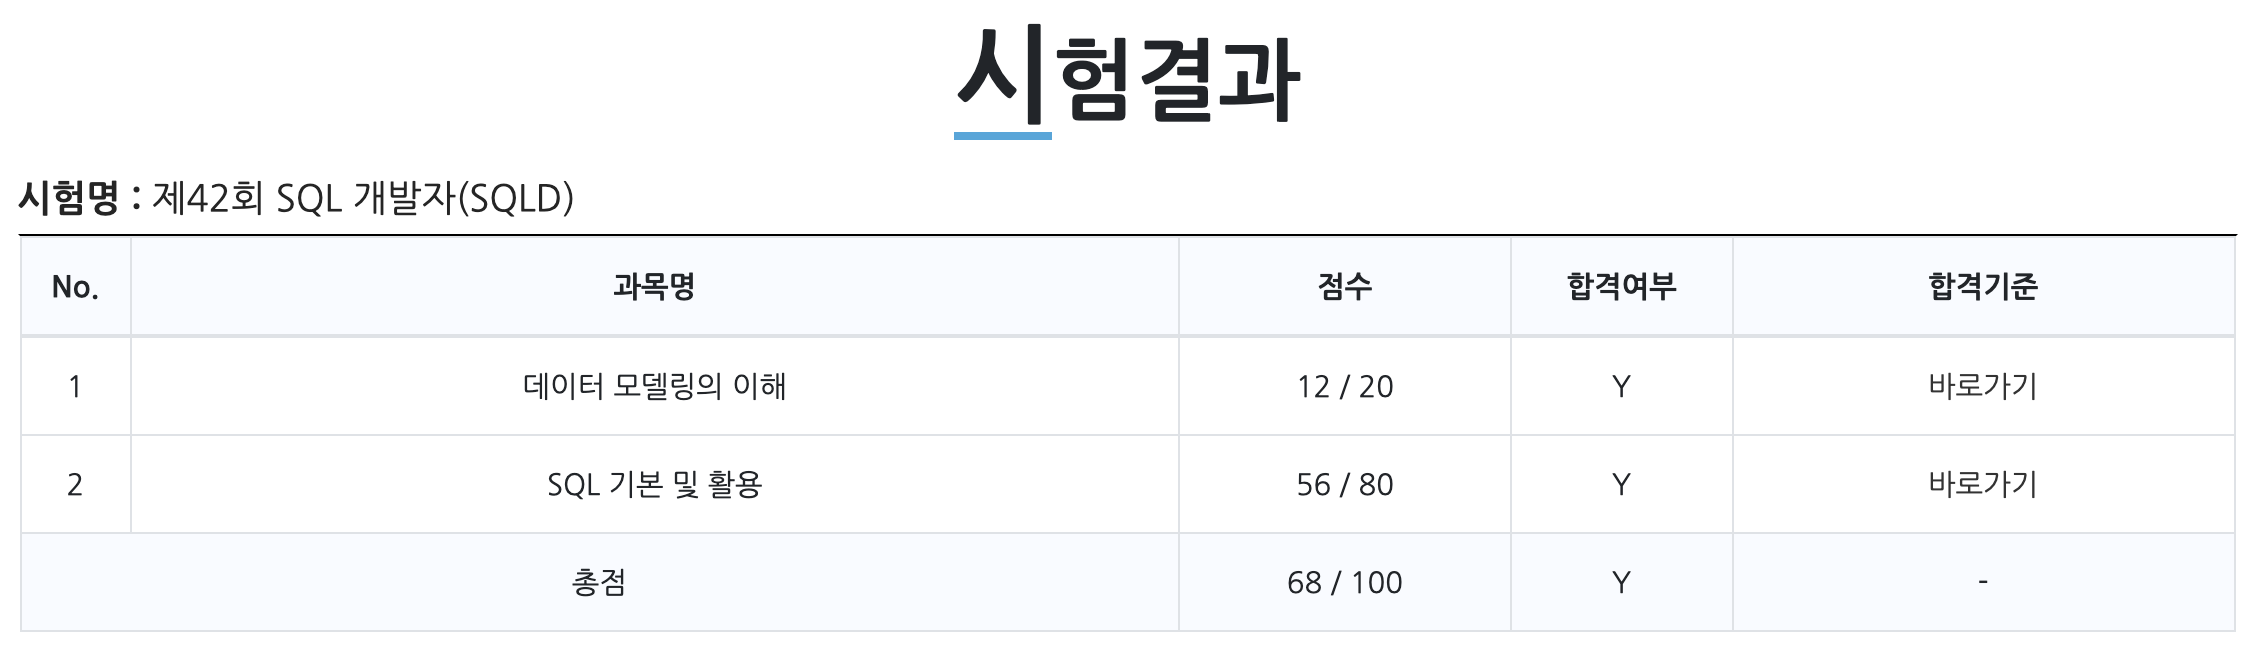 시험결과
시험명 : 제42회 SQL 개발자(SQLD)
No. 과목명 점수 합격여부 합격기준
1 데이터 모델링의 이해 12 / 20 Y 바로가기
2 SQL 기본 및 활용 56 / 80 Y 바로가기
총점 68 / 100 Y -